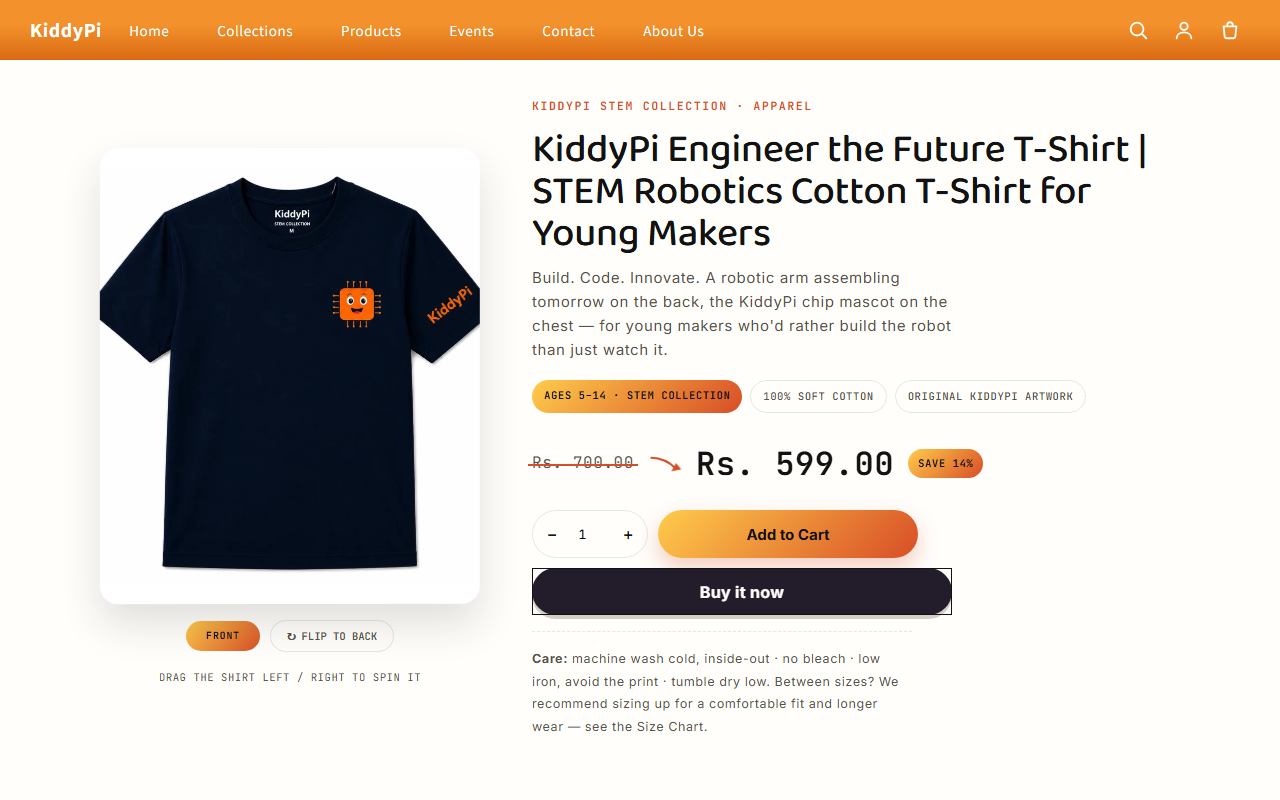 KiddyPi Home Collections Products Events Contact About Us
KIDDYPI STEM COLLECTION · APPAREL
KiddyPi Engineer the Future T-Shirt |
STEM Robotics Cotton T-Shirt for
Young Makers
Build. Code. Innovate. A robotic arm assembling
tomorrow on the back, the KiddyPi chip mascot on the
chest — for young makers who'd rather build the robot
than just watch it.
AGES 5–14 · STEM COLLECTION 100% SOFT COTTON ORIGINAL KIDDYPI ARTWORK
Rs. 700.00 Rs. 599.00 SAVE 14%
− 1 + Add to Cart
Buy it now
Care: machine wash cold, inside-out · no bleach · low
iron, avoid the print · tumble dry low. Between sizes? We
recommend sizing up for a comfortable fit and longer
wear — see the Size Chart.
KiddyPi
STEM COLLECTION
M
KiddyPi
FRONT ↻ FLIP TO BACK
DRAG THE SHIRT LEFT / RIGHT TO SPIN IT